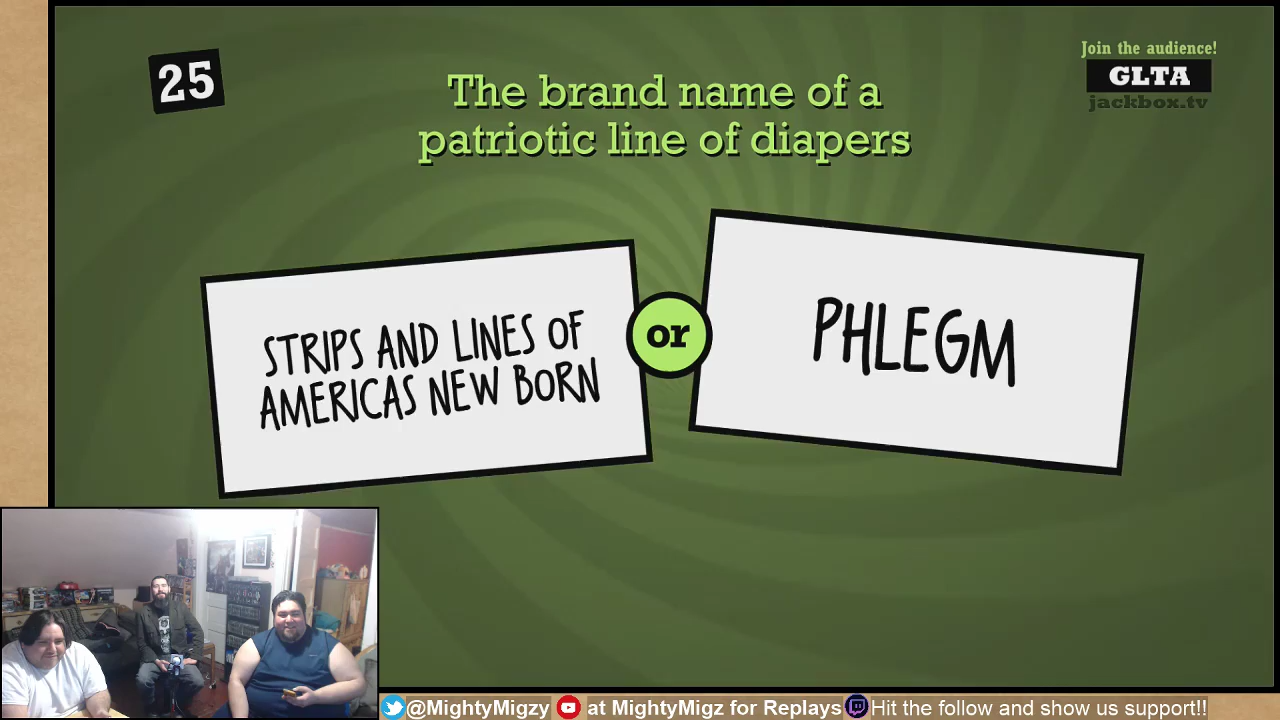 25
The brand name of a
patriotic line of diapers
Join the audience!
GLTA
jackbox.tv
STRIPS AND LINES OF
AMERICAS NEW BORN
or
PHLEGM
@MightyMigzy at MightyMigz for Replays Hit the follow and show us support!!